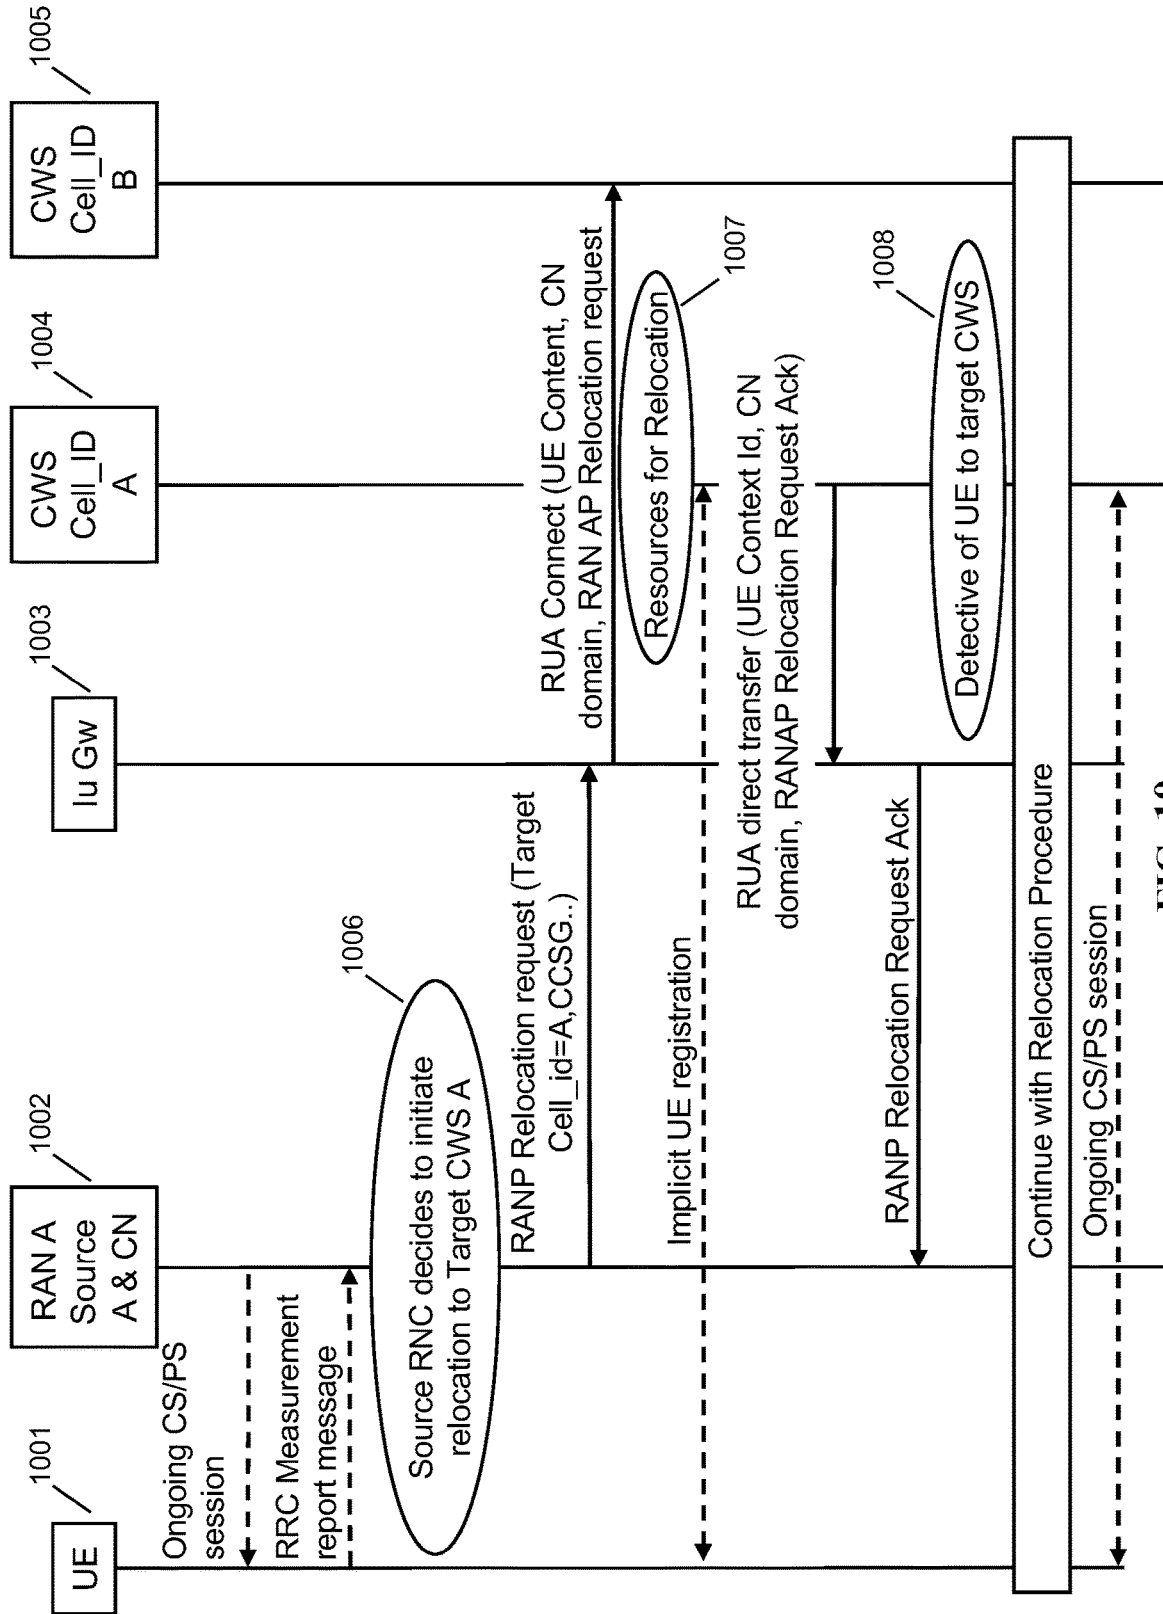 UE
1001
RAN A
Source
A & CN
1002
Iu Gw
1003
CWS
Cell_ID
A
1004
CWS
Cell_ID
B
1005
Ongoing CS/PS
session
RRC Measurement
report message
Source RNC decides to initiate
relocation to Target CWS A
1006
RANP Relocation request (Target
Cell_id=A,CCSG..)
RUA Connect (UE Content, CN
domain, RAN AP Relocation request
Resources for Relocation
1007
Implicit UE registration
RUA direct transfer (UE Context Id, CN
domain, RANAP Relocation Request Ack)
RANP Relocation Request Ack
Detective of UE to target CWS
1008
Continue with Relocation Procedure
Ongoing CS/PS session
FIG. 10